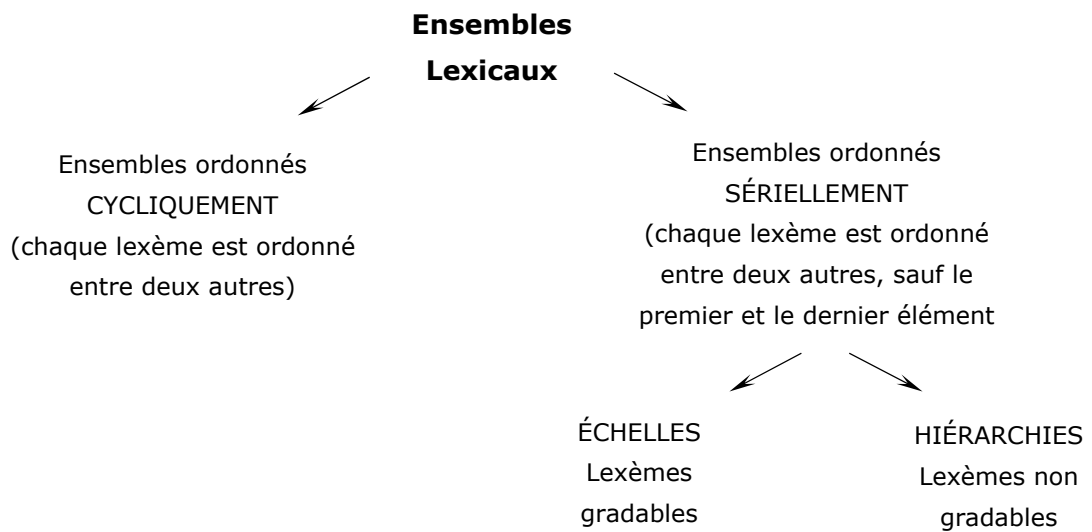 Ensembles
Lexicaux
Ensembles ordonnés
CYCLIQUEMENT
(chaque lexème est ordonné
entre deux autres)
Ensembles ordonnés
SÉRIELLEMENT
(chaque lexème est ordonné
entre deux autres, sauf le
premier et le dernier élément
ÉCHELLES
Lexèmes
gradables
HIÉRARCHIES
Lexèmes non
gradables